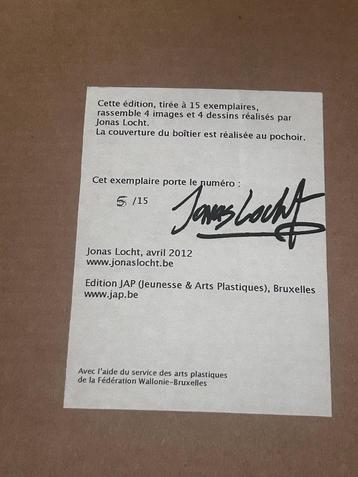 Cette édition, tirée à 15 exemplaires,
rassemble 4 images et 4 dessins réalisés par
Jonas Locht.
La couverture du boîtier est réalisée au pochoir.
Cet exemplaire porte le numéro :
5 /15
Jonas Locht
Jonas Locht, avril 2012
www.jonaslocht.be
Edition JAP (Jeunesse & Arts Plastiques), Bruxelles
www.jap.be
Avec l'aide du service des arts plastiques
de la Fédération Wallonie-Bruxelles